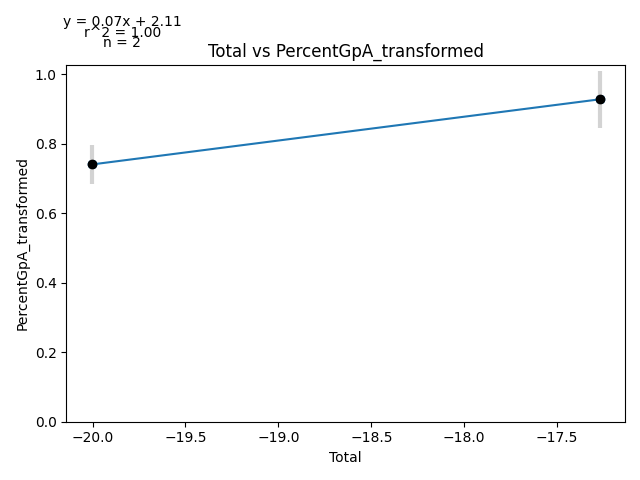 y = 0.07x + 2.11
r^2 = 1.00
n = 2
Total vs PercentGpA_transformed
1.0
0.8
0.6
0.4
0.2
0.0
PercentGpA_transformed
−20.0 −19.5 −19.0 −18.5 −18.0 −17.5
Total